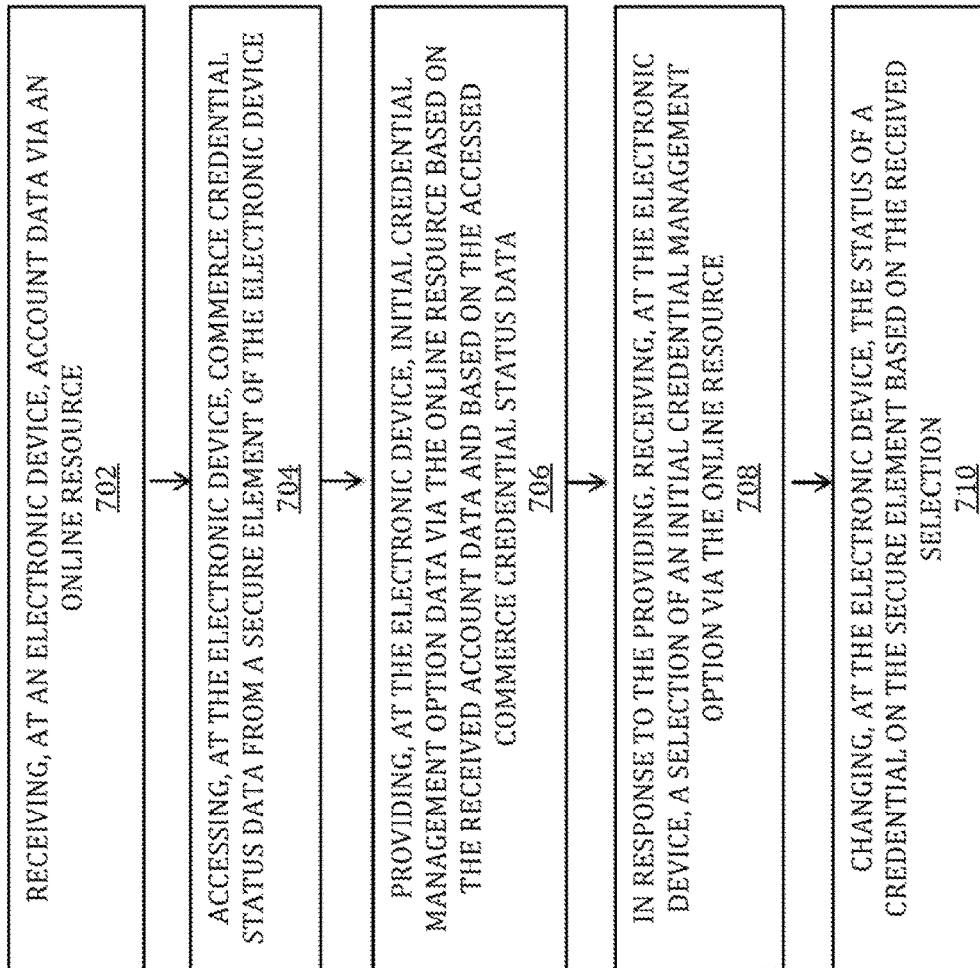 RECEIVING, AT AN ELECTRONIC DEVICE, ACCOUNT DATA VIA AN
ONLINE RESOURCE
702
ACCESSING, AT THE ELECTRONIC DEVICE, COMMERCE CREDENTIAL
STATUS DATA FROM A SECURE ELEMENT OF THE ELECTRONIC DEVICE
704
PROVIDING, AT THE ELECTRONIC DEVICE, INITIAL CREDENTIAL
MANAGEMENT OPTION DATA VIA THE ONLINE RESOURCE BASED ON
THE RECEIVED ACCOUNT DATA AND BASED ON THE ACCESSED
COMMERCE CREDENTIAL STATUS DATA
706
IN RESPONSE TO THE PROVIDING, RECEIVING, AT THE ELECTRONIC
DEVICE, A SELECTION OF AN INITIAL CREDENTIAL MANAGEMENT
OPTION VIA THE ONLINE RESOURCE
708
CHANGING, AT THE ELECTRONIC DEVICE, THE STATUS OF A
CREDENTIAL ON THE SECURE ELEMENT BASED ON THE RECEIVED
SELECTION
710